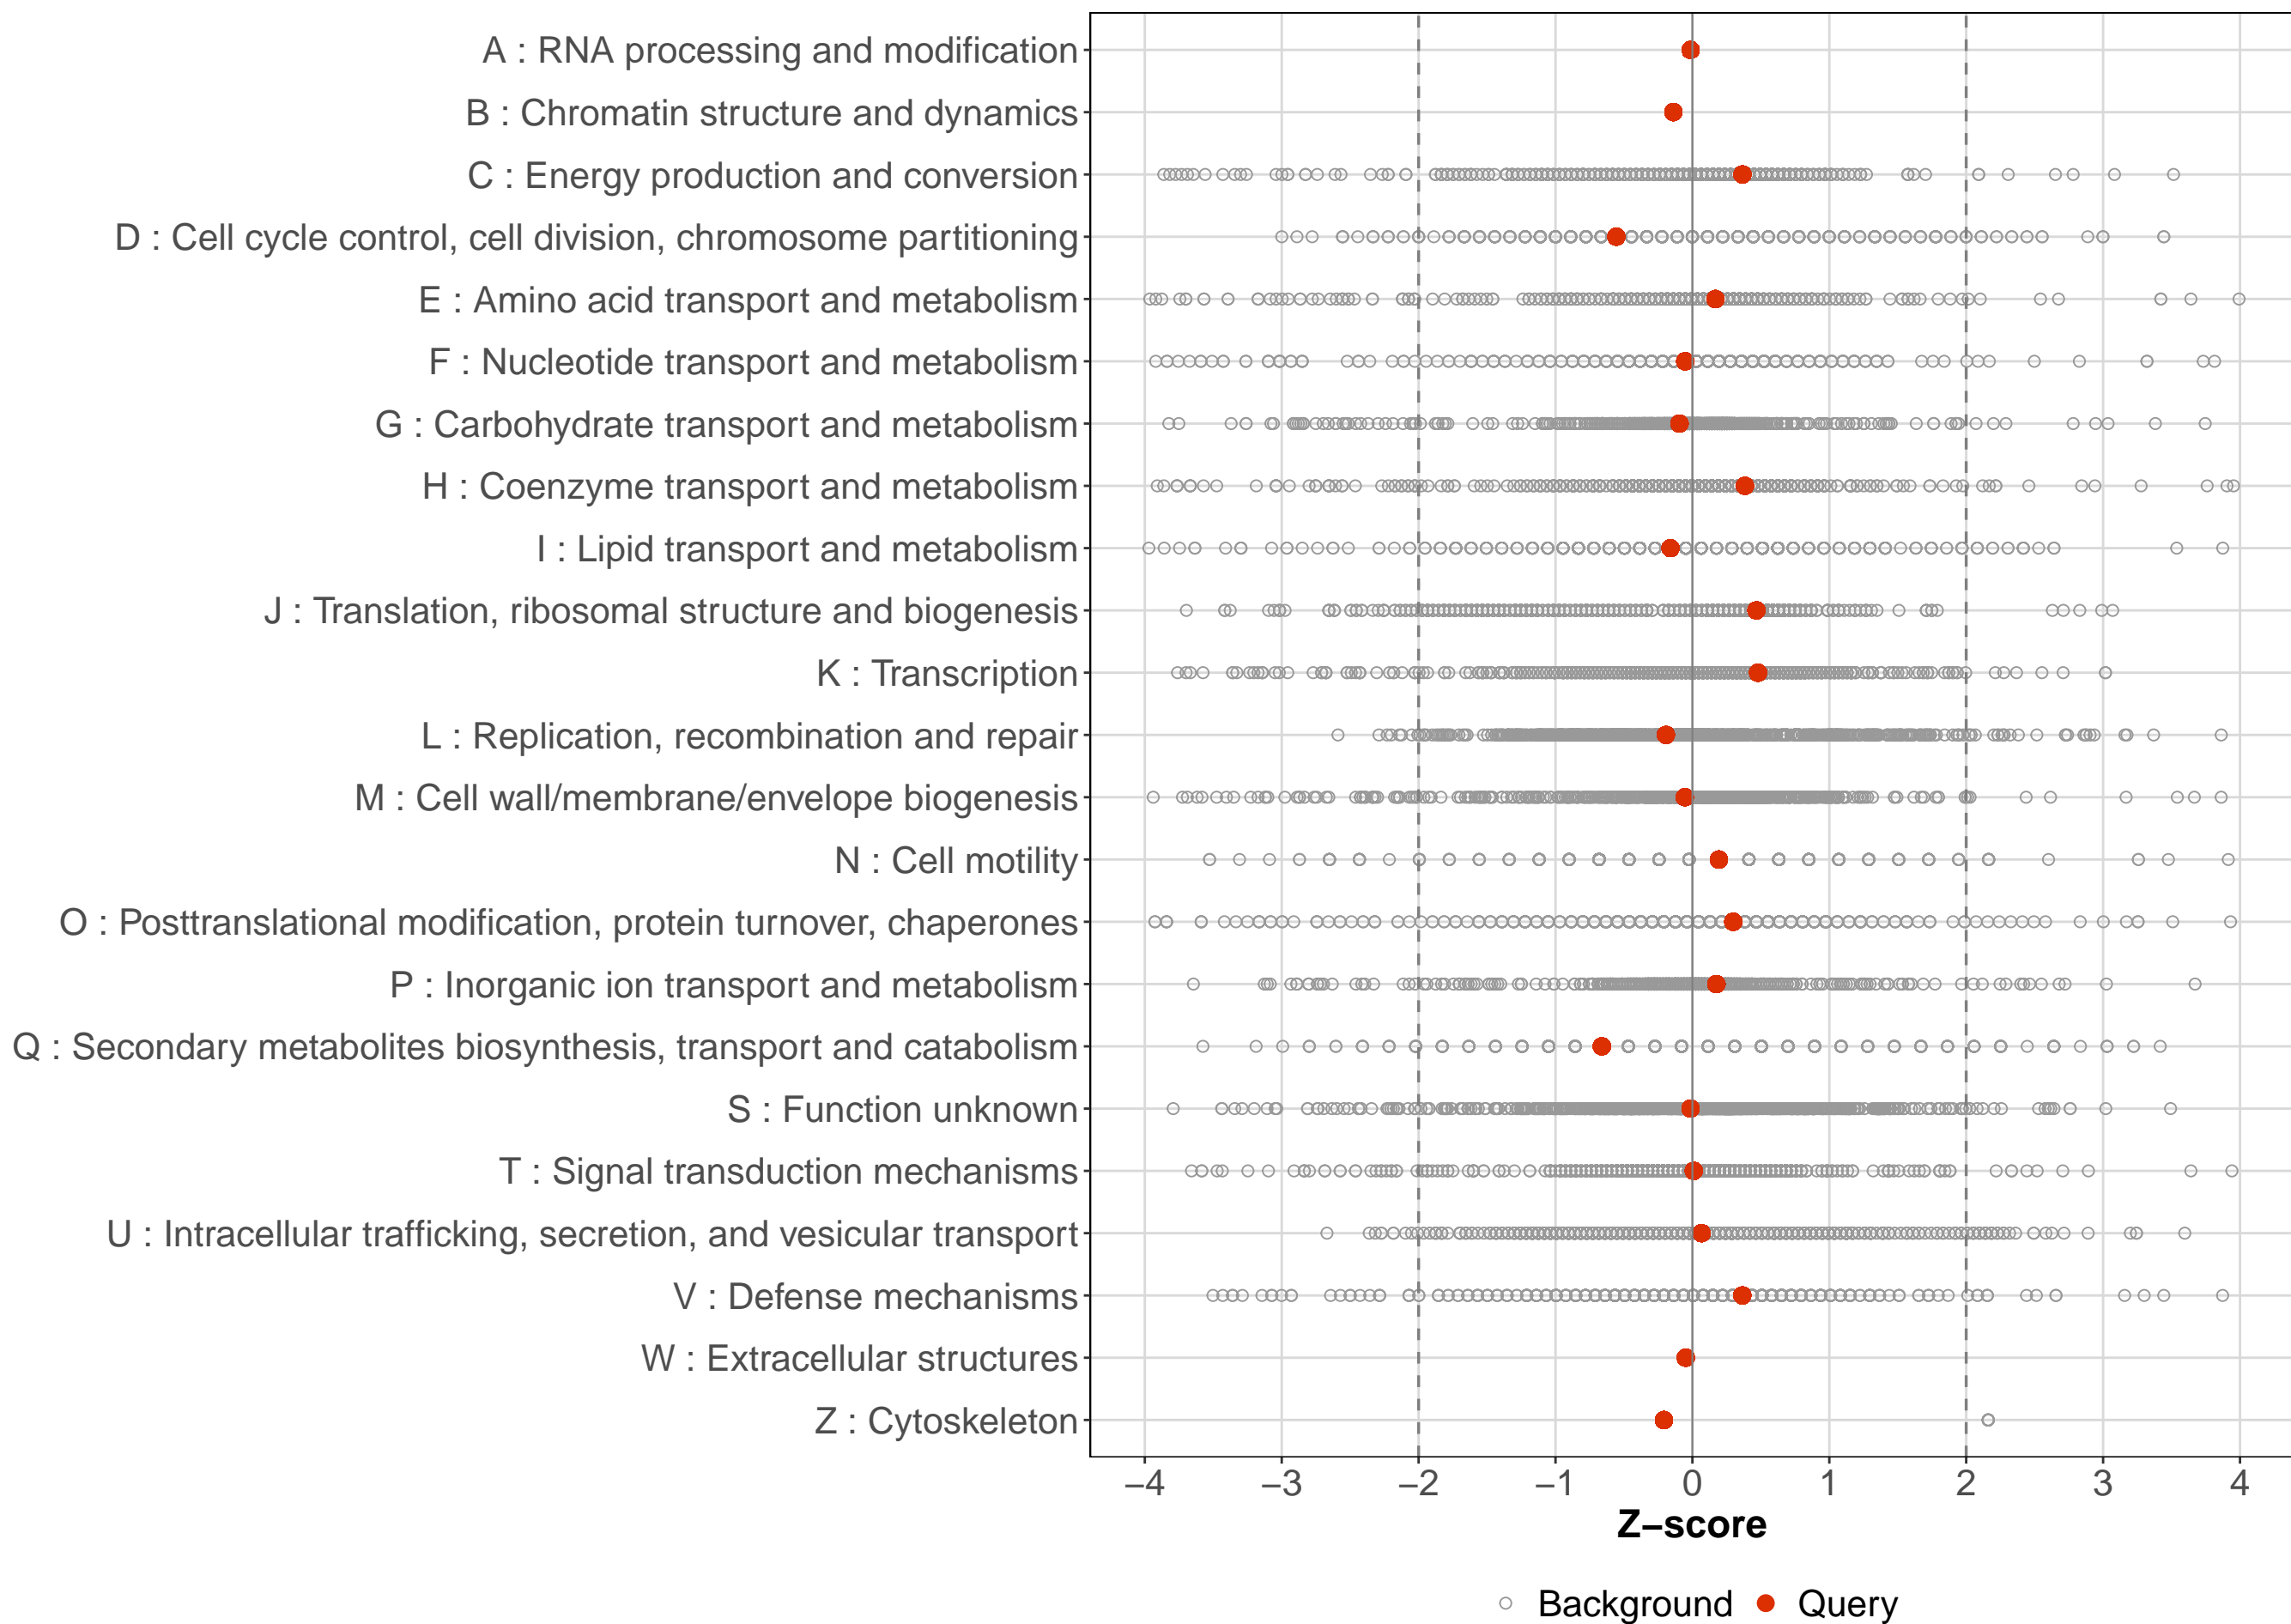 A : RNA processing and modification
B : Chromatin structure and dynamics
C : Energy production and conversion
D : Cell cycle control, cell division, chromosome partitioning
E : Amino acid transport and metabolism
F : Nucleotide transport and metabolism
G : Carbohydrate transport and metabolism
H : Coenzyme transport and metabolism
I : Lipid transport and metabolism
J : Translation, ribosomal structure and biogenesis
K : Transcription
L : Replication, recombination and repair
M : Cell wall/membrane/envelope biogenesis
N : Cell motility
O : Posttranslational modification, protein turnover, chaperones
P : Inorganic ion transport and metabolism
Q : Secondary metabolites biosynthesis, transport and catabolism
S : Function unknown
T : Signal transduction mechanisms
U : Intracellular trafficking, secretion, and vesicular transport
V : Defense mechanisms
W : Extracellular structures
Z : Cytoskeleton
−4 −3 −2 −1 0 1 2 3 4
Z−score
Background Query